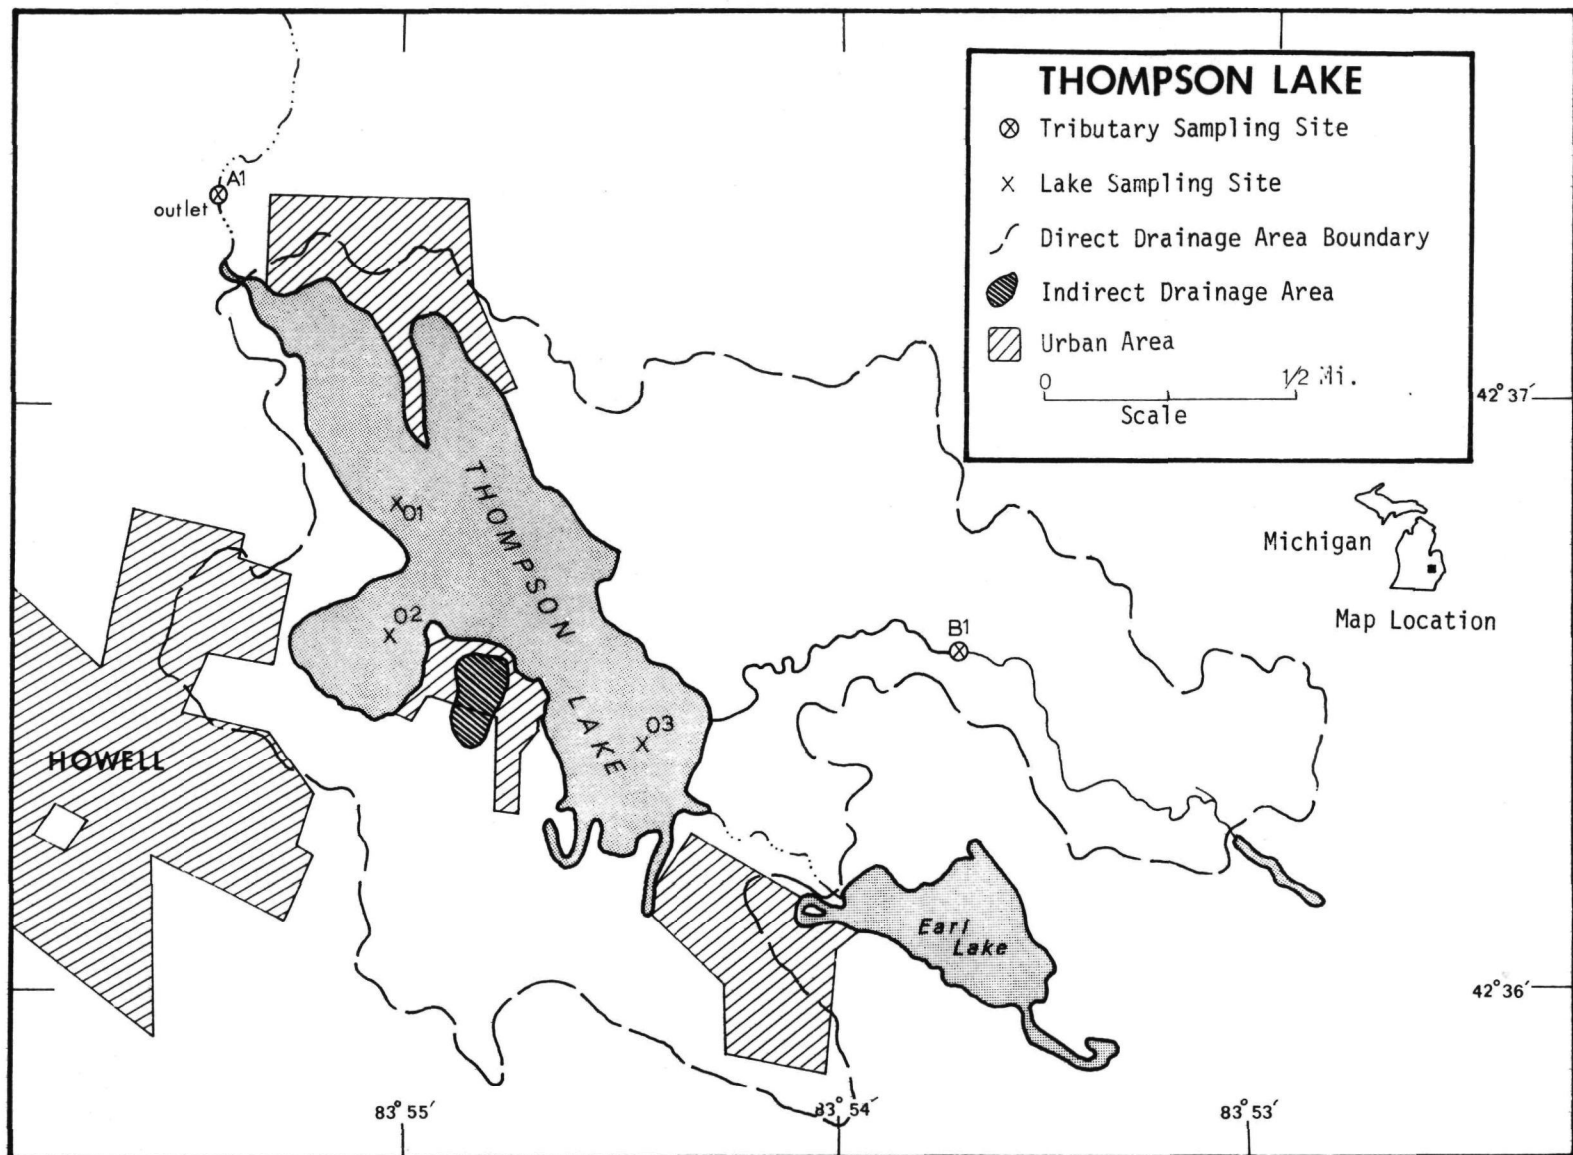 THOMPSON LAKE
Tributary Sampling Site
Lake Sampling Site
Direct Drainage Area Boundary
Indirect Drainage Area
Urban Area
0 1/2 Mi.
Scale
A1
outlet
42°37′
01
THOMPSON
LAKE
Michigan
Map Location
02
B1
03
HOWELL
Earl
Lake
42°36′
83°55′
83°54′
83°53′